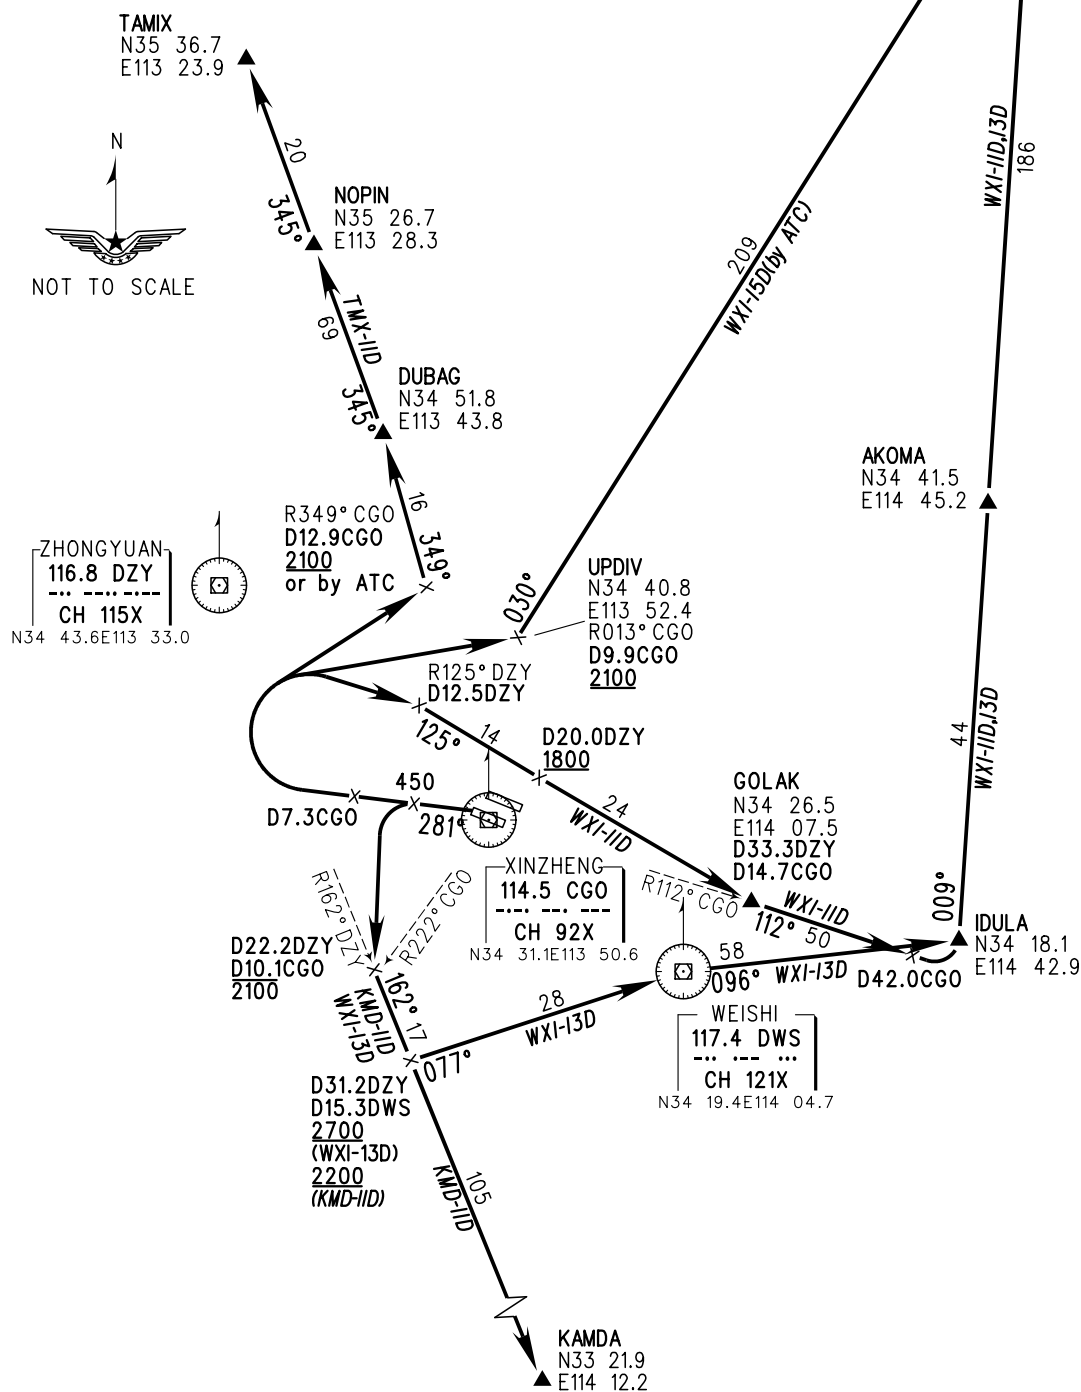 TAMIX
N35 36.7
E113 23.9
N
NOT TO SCALE
20
345°
NOPIN
N35 26.7
E113 28.3
TMX-11D
69
345°
DUBAG
N34 51.8
E113 43.8
16
349°
R349° CGO
D12.9CGO
2100
or by ATC
ZHONGYUAN
116.8 DZY
-·· --·· -·--
CH 115X
N34 43.6E113 33.0
209
WXI-15D(by ATC)
030°
UPDIV
N34 40.8
E113 52.4
R013° CGO
D9.9CGO
2100
WXI-11D,13D
186
AKOMA
N34 41.5
E114 45.2
44
WXI-11D,13D
009°
R125° DZY
D12.5DZY
125°
14
D20.0DZY
1800
24
WXI-11D
GOLAK
N34 26.5
E114 07.5
D33.3DZY
D14.7CGO
450
D7.3CGO
281°
XINZHENG
114.5 CGO
-·-· --· ---
CH 92X
N34 31.1E113 50.6
R112° CGO
WXI-11D
112°
50
IDULA
N34 18.1
E114 42.9
D42.0CGO
58
096°
WXI-13D
R162° DZY
R222° CGO
D22.2DZY
D10.1CGO
2100
162°
17
KMD-11D
WXI-13D
28
WXI-13D
077°
WEISHI
117.4 DWS
-·· ·-- ···
CH 121X
N34 19.4E114 04.7
D31.2DZY
D15.3DWS
2700
(WXI-13D)
2200
(KMD-11D)
105
KMD-11D
KAMDA
N33 21.9
E114 12.2